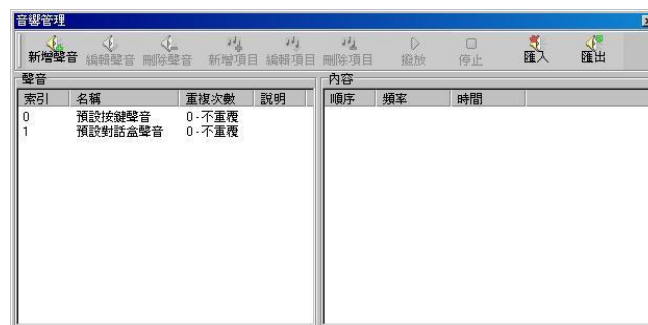 音響管理
新增聲音 編輯聲音 刪除聲音 新增項目 編輯項目 刪除項目 撥放 停止 匯入 匯出
聲音 內容
索引 名稱 重複次數 說明 順序 頻率 時間
0 預設按鍵聲音 0-不重覆
1 預設對話盒聲音 0-不重覆